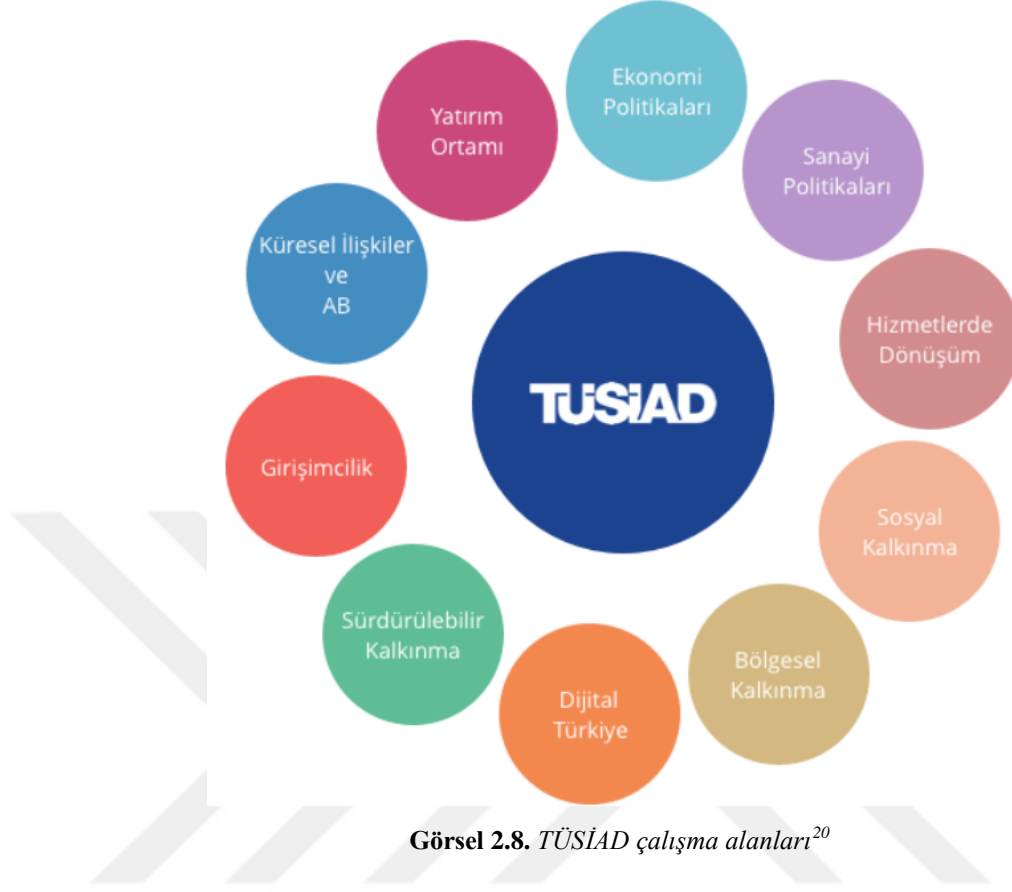 Ekonomi
Politikaları
Yatırım
Ortamı
Sanayi
Politikaları
Küresel İlişkiler
ve
AB
Hizmetlerde
Dönüşüm
TÜSİAD
Girişimcilik
Sosyal
Kalkınma
Sürdürülebilir
Kalkınma
Bölgesel
Kalkınma
Dijital
Türkiye
Görsel 2.8. TÜSİAD çalışma alanları20